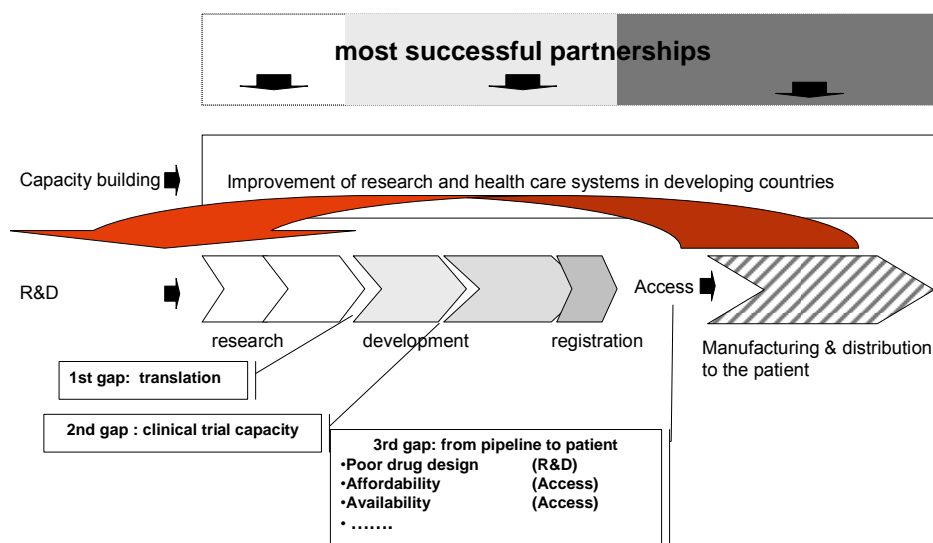 most successful partnerships
Capacity building
Improvement of research and health care systems in developing countries
R&D
Access
research
development
registration
Manufacturing & distribution
to the patient
1st gap: translation
2nd gap : clinical trial capacity
3rd gap: from pipeline to patient
•Poor drug design (R&D)
•Affordability (Access)
•Availability (Access)
• …….